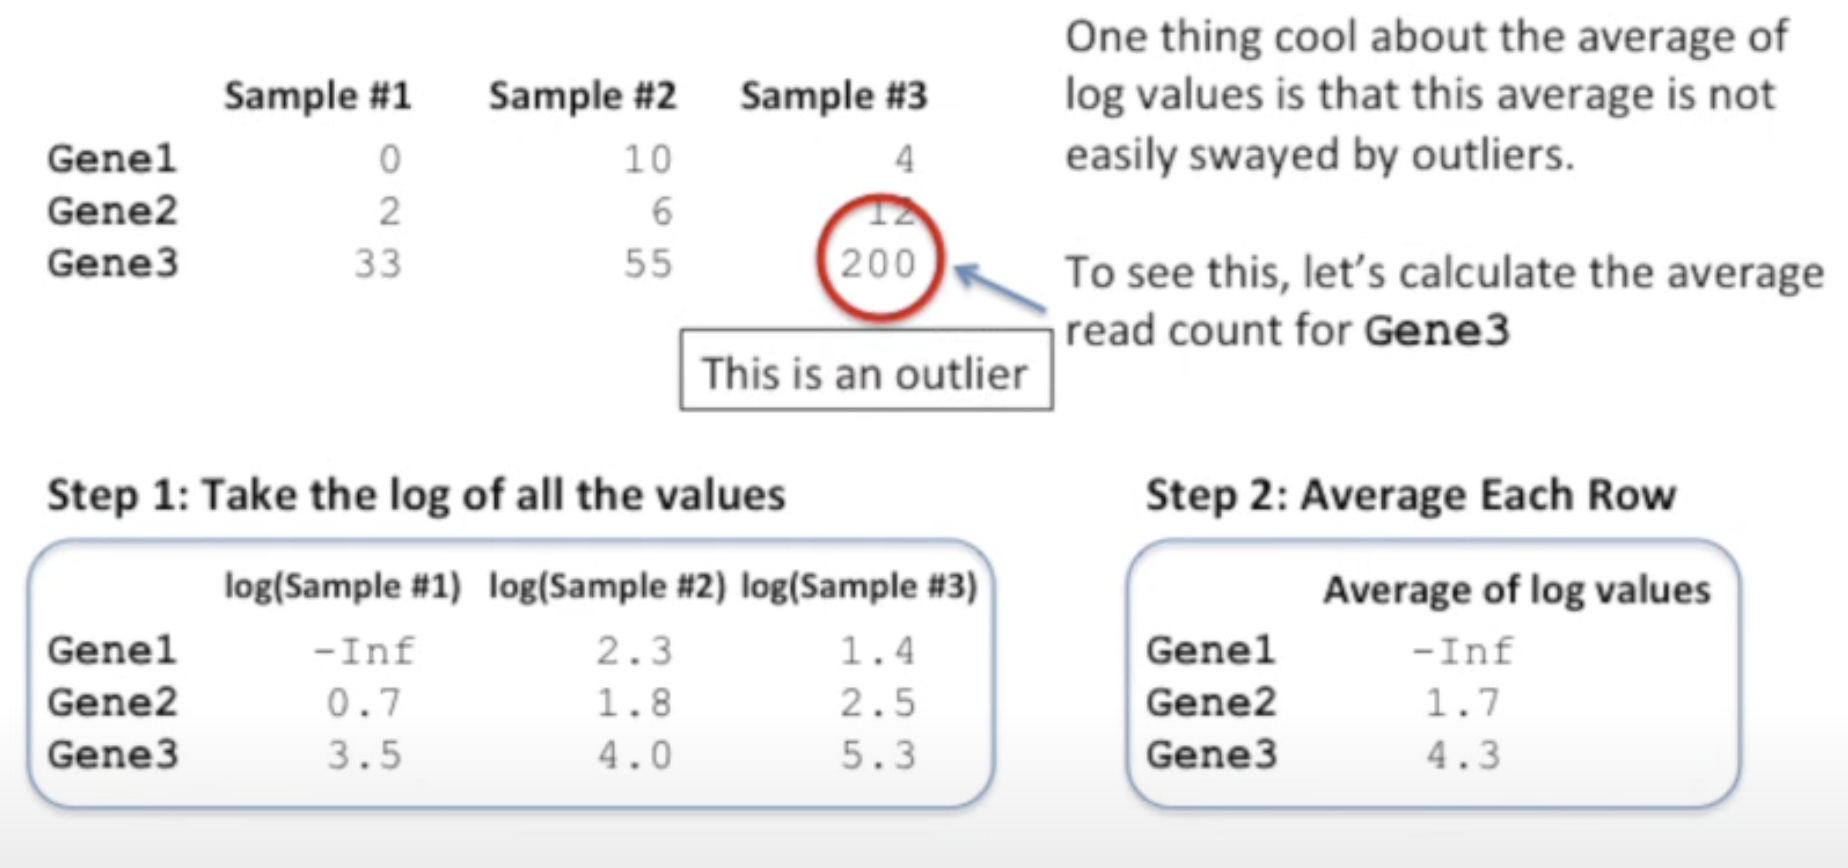 Sample #1 Sample #2 Sample #3
Gene1 0 10 4
Gene2 2 6 12
Gene3 33 55 200
One thing cool about the average of
log values is that this average is not
easily swayed by outliers.
To see this, let's calculate the average
read count for Gene3
This is an outlier
Step 1: Take the log of all the values
log(Sample #1) log(Sample #2) log(Sample #3)
Gene1 -Inf 2.3 1.4
Gene2 0.7 1.8 2.5
Gene3 3.5 4.0 5.3
Step 2: Average Each Row
Average of log values
Gene1 -Inf
Gene2 1.7
Gene3 4.3